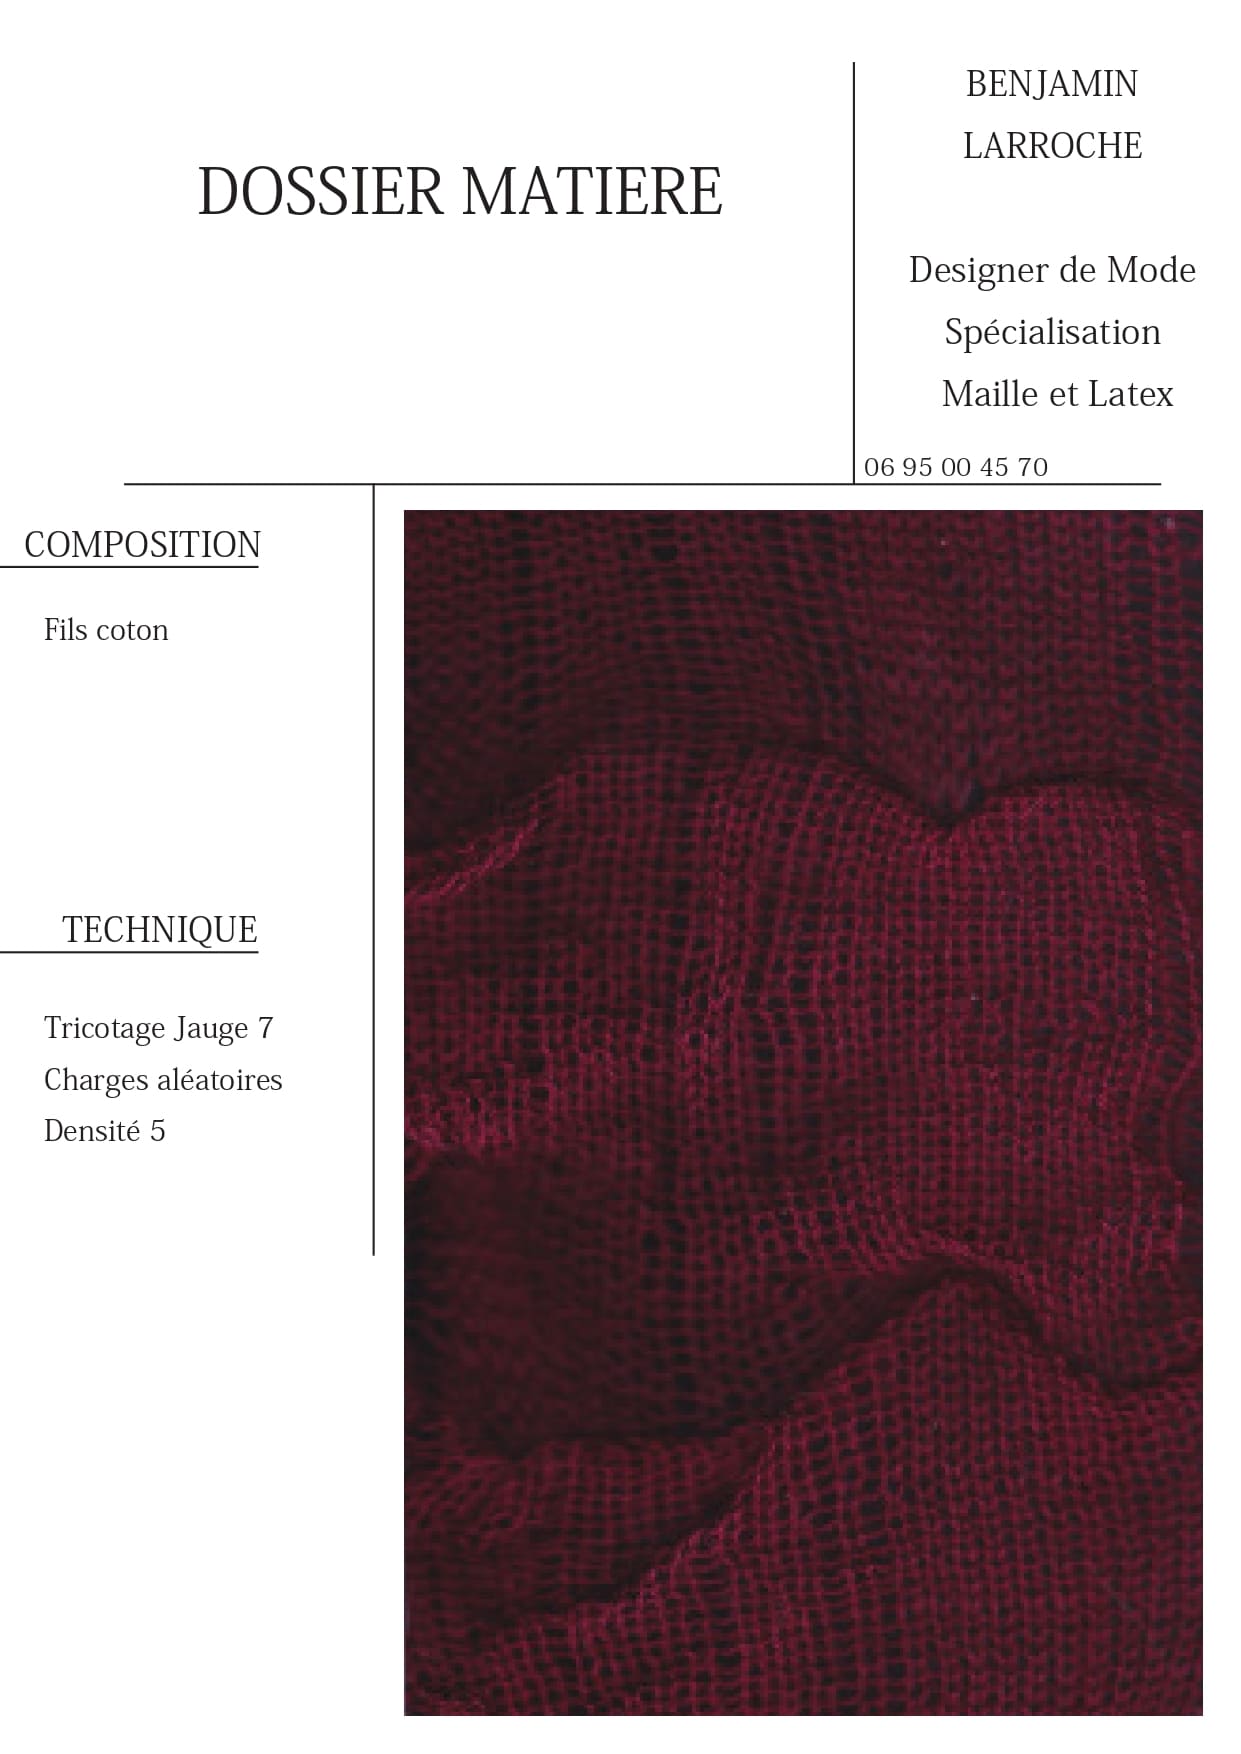 DOSSIER MATIERE
BENJAMIN
LARROCHE
Designer de Mode
Spécialisation
Maille et Latex
06 95 00 45 70
COMPOSITION
Fils coton
TECHNIQUE
Tricotage Jauge 7
Charges aléatoires
Densité 5